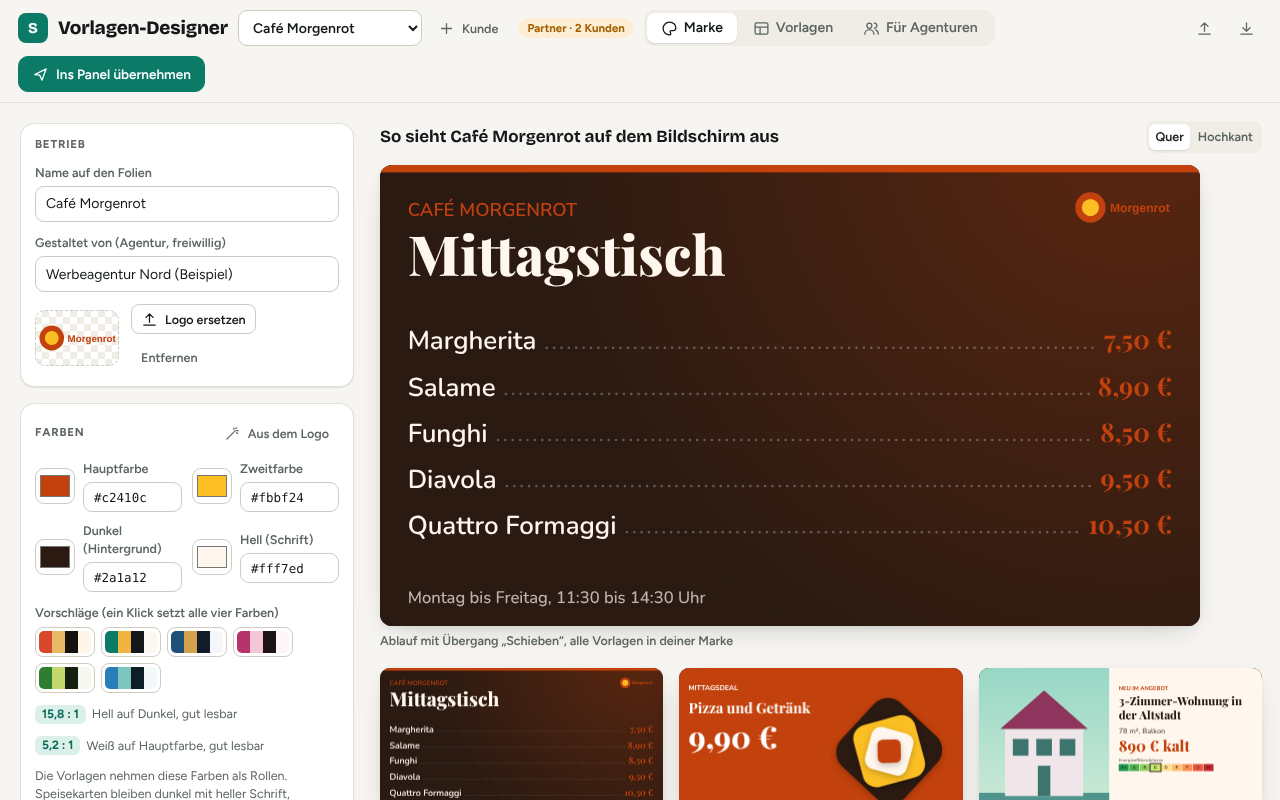 S Vorlagen-Designer Café Morgenrot Kunde Partner · 2 Kunden Marke Vorlagen Für Agenturen
Ins Panel übernehmen
BETRIEB
Name auf den Folien
Café Morgenrot
Gestaltet von (Agentur, freiwillig)
Werbeagentur Nord (Beispiel)
Morgenrot
Logo ersetzen
Entfernen
FARBEN
Aus dem Logo
Hauptfarbe
#c2410c
Zweitfarbe
#fbbf24
Dunkel
(Hintergrund)
#2a1a12
Hell (Schrift)
#fff7ed
Vorschläge (ein Klick setzt alle vier Farben)
15,8 : 1 Hell auf Dunkel, gut lesbar
5,2 : 1 Weiß auf Hauptfarbe, gut lesbar
Die Vorlagen nehmen diese Farben als Rollen.
Speisekarten bleiben dunkel mit heller Schrift,
So sieht Café Morgenrot auf dem Bildschirm aus
Quer Hochkant
CAFÉ MORGENROT
Morgenrot
Mittagstisch
Margherita 7,50 €
Salame 8,90 €
Funghi 8,50 €
Diavola 9,50 €
Quattro Formaggi 10,50 €
Montag bis Freitag, 11:30 bis 14:30 Uhr
Ablauf mit Übergang „Schieben“, alle Vorlagen in deiner Marke
CAFÉ MORGENROT
Mittagstisch
Margherita 7,50 €
Salame 8,90 €
Funghi 8,50 €
Diavola 9,50 €
Quattro Formaggi 10,50 €
MITTAGSDEAL
Pizza und Getränk
9,90 €
NEU IM ANGEBOT
3-Zimmer-Wohnung in
der Altstadt
78 m², Balkon
890 € kalt